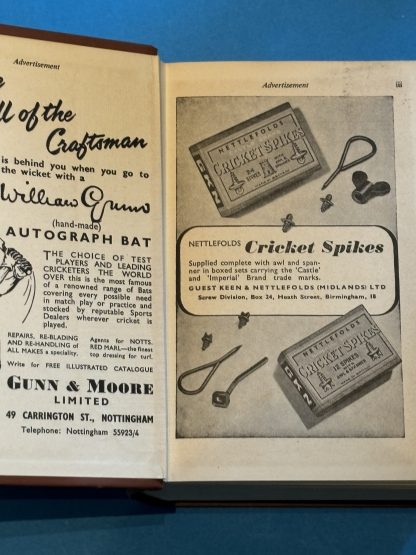 Advertisement
ll of the
Craftsman
is behind you when you go to
the wicket with a
William Gunn
(hand-made)
AUTOGRAPH BAT
THE CHOICE OF TEST
PLAYERS AND LEADING
CRICKETERS THE WORLD
OVER this is the most famous
of a renowned range of Bats
covering every possible need
in match play or practice and
stocked by reputable Sports
Dealers wherever cricket is
played.
REPAIRS, RE-BLADING
AND RE-HANDLING of
ALL MAKES a speciality.
Agents for NOTTS.
RED MARL—the finest
top dressing for turf.
Write for FREE ILLUSTRATED CATALOGUE
GUNN & MOORE
LIMITED
49 CARRINGTON ST., NOTTINGHAM
Telephone: Nottingham 55923/4
Advertisement
iii
NETTLEFOLDS
CRICKET SPIKES
GKN
NETTLEFOLDS Cricket Spikes
Supplied complete with awl and span-
ner in boxed sets carrying the 'Castle'
and 'Imperial' Brand trade marks.
GUEST KEEN & NETTLEFOLDS (MIDLANDS) LTD
Screw Division, Box 24, Heath Street, Birmingham, 18
NETTLEFOLDS
CRICKET SPIKES
12 SPIKES
GKN